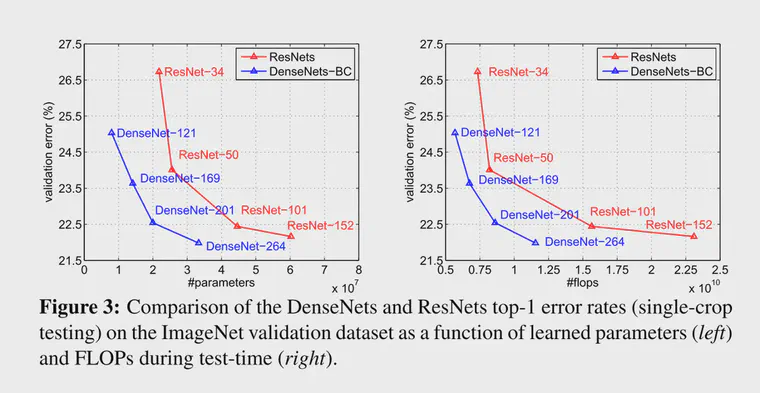 27.5
26.5
25.5
24.5
23.5
22.5
21.5
validation error (%)
ResNets
DenseNets−BC
ResNet−34
DenseNet−121
ResNet−50
DenseNet−169
DenseNet−201
ResNet−101
ResNet−152
DenseNet−264
0 1 2 3 4 5 6 7 8
#parameters
x 10^7
27.5
26.5
25.5
24.5
23.5
22.5
21.5
validation error (%)
ResNets
DenseNets−BC
ResNet−34
DenseNet−121
ResNet−50
DenseNet−169
DenseNet−201
ResNet−101
ResNet−152
DenseNet−264
0.5 0.75 1 1.25 1.5 1.75 2 2.25 2.5
#flops
x 10^10
Figure 3: Comparison of the DenseNets and ResNets top-1 error rates (single-crop
testing) on the ImageNet validation dataset as a function of learned parameters (left)
and FLOPs during test-time (right).